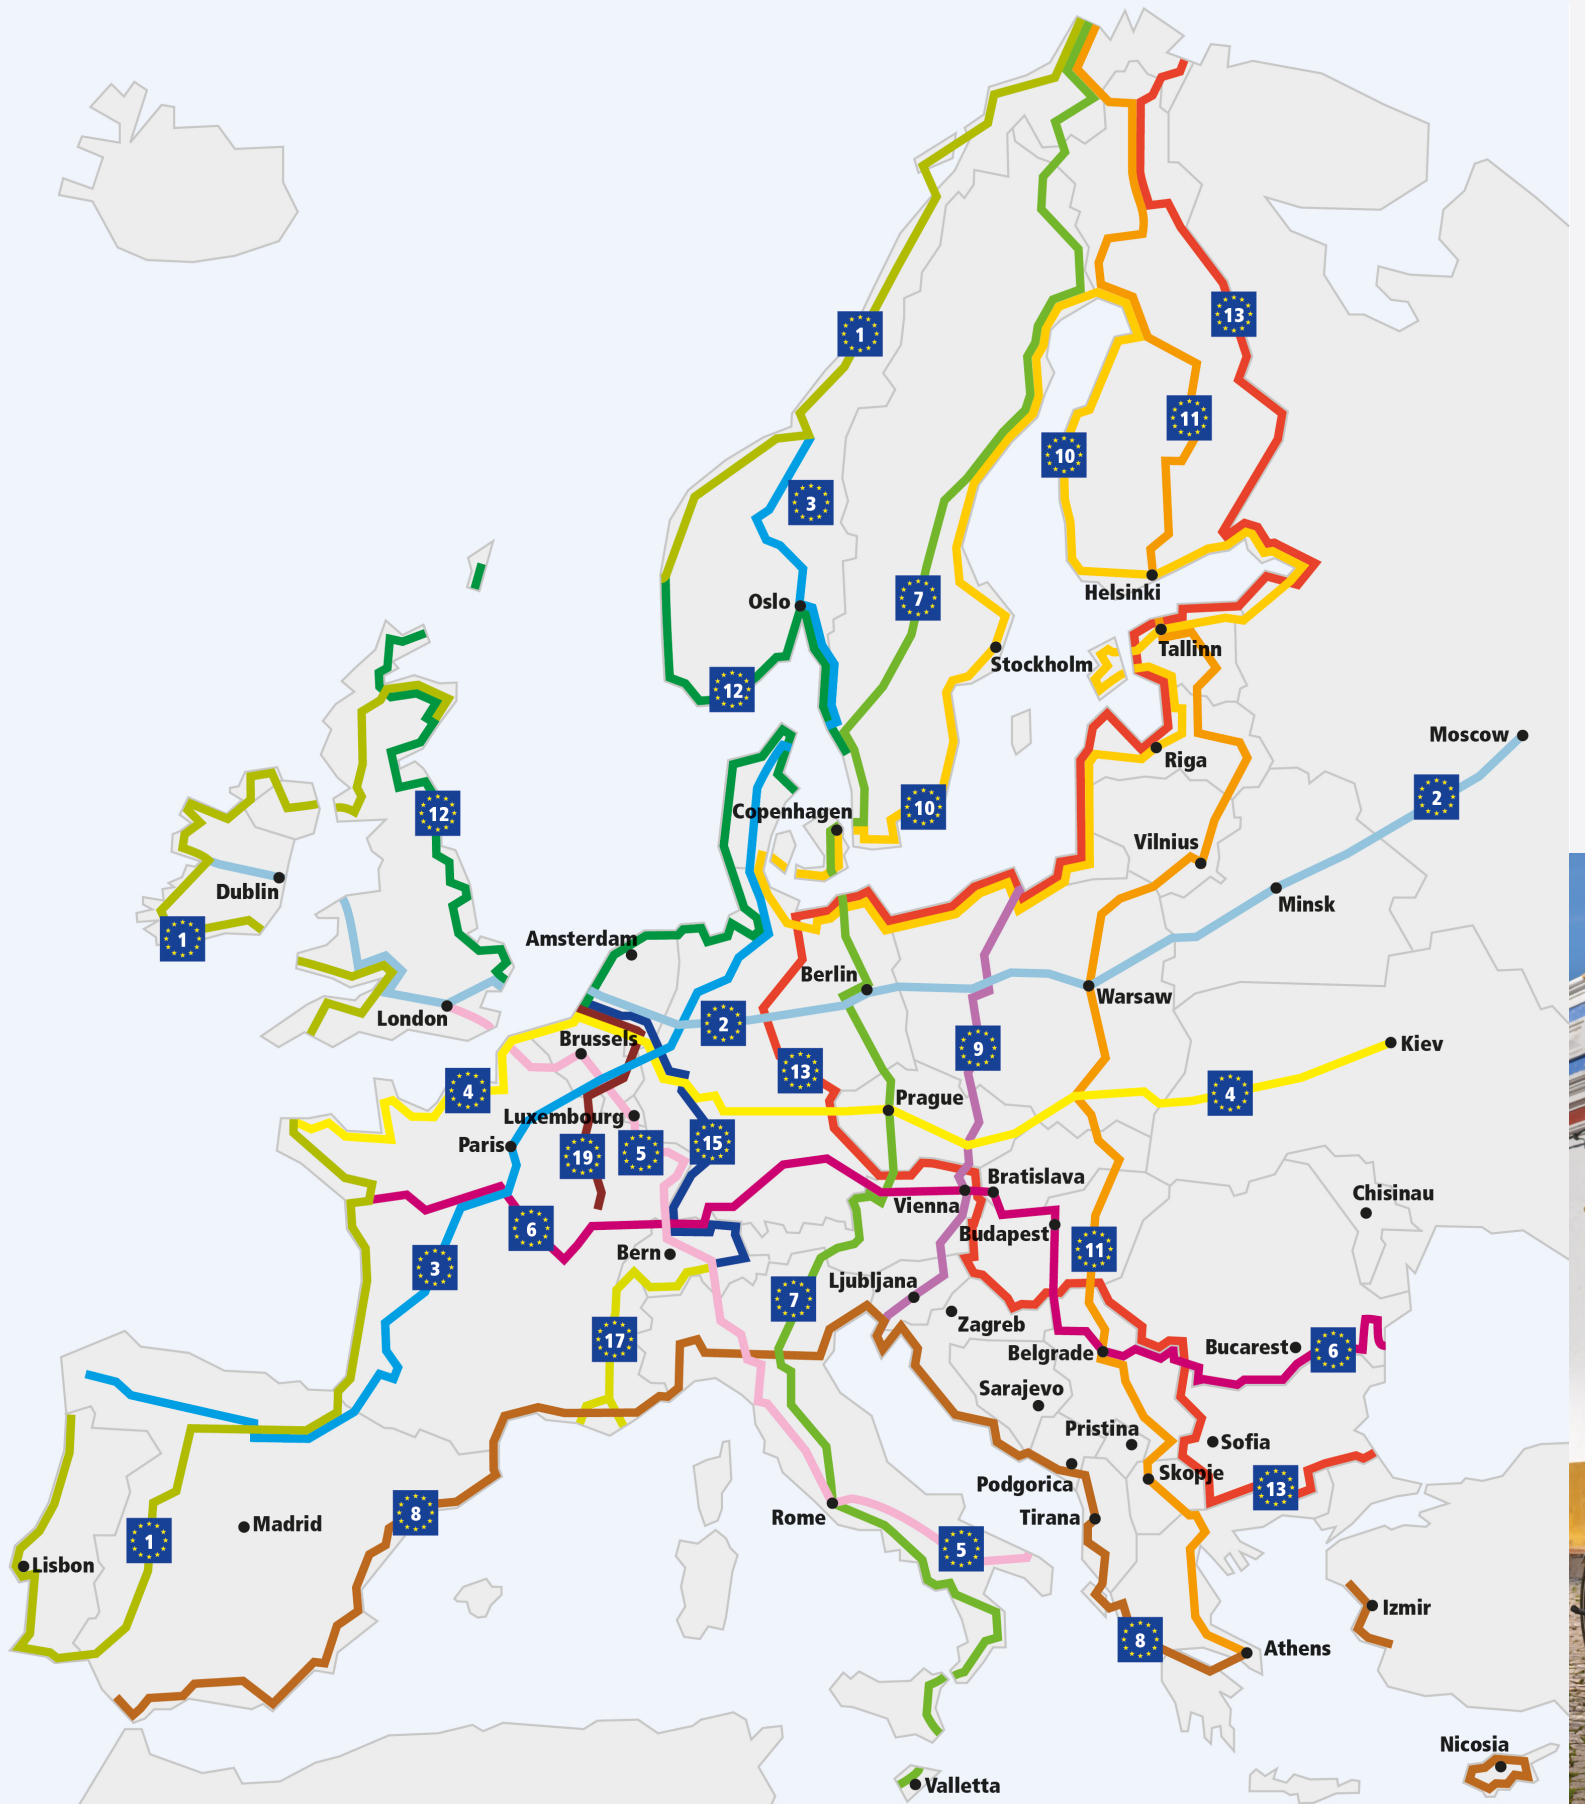 1
13
11
10
3
Oslo
7
Helsinki
Tallinn
Stockholm
12
Moscow
Riga
2
10
Copenhagen
12
Vilnius
Dublin
Minsk
1
Amsterdam
Berlin
Warsaw
London
2
Brussels
9
Kiev
13
4
4
Prague
Luxembourg
Paris
15
19
5
Bratislava
Chisinau
Vienna
6
Budapest
Bern
11
3
Ljubljana
7
Zagreb
17
Belgrade
Bucarest
6
Sarajevo
Pristina
Sofia
Skopje
Podgorica
13
8
Rome
Tirana
Madrid
1
5
Lisbon
Izmir
8
Athens
Nicosia
Valletta